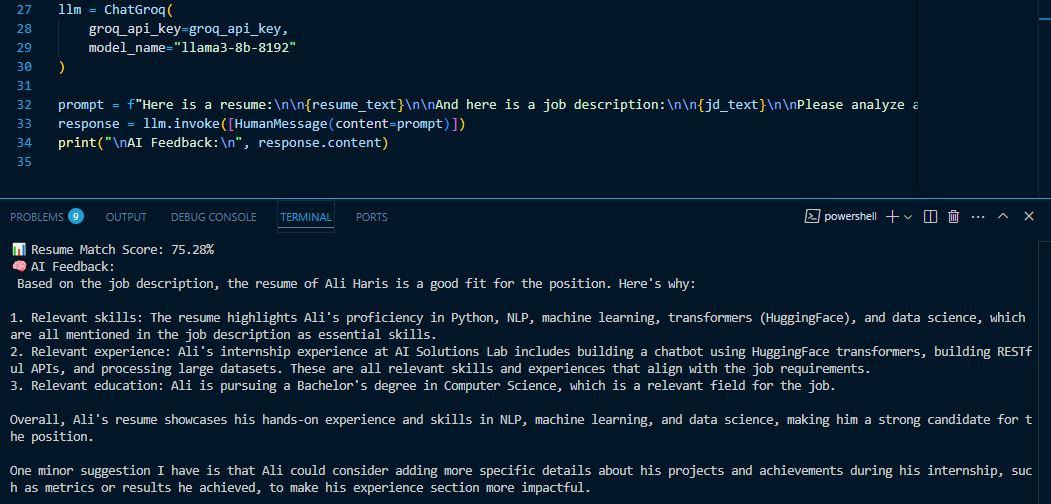 27 llm = ChatGroq(
28     groq_api_key=groq_api_key,
29     model_name="llama3-8b-8192"
30 )
31
32 prompt = f"Here is a resume:\n\n{resume_text}\n\nAnd here is a job description:\n\n{jd_text}\n\nPlease analyze a
33 response = llm.invoke([HumanMessage(content=prompt)])
34 print("\nAI Feedback:\n", response.content)
35
PROBLEMS 9 OUTPUT DEBUG CONSOLE TERMINAL PORTS powershell
📊 Resume Match Score: 75.28%
🧠 AI Feedback:
 Based on the job description, the resume of Ali Haris is a good fit for the position. Here's why:

1. Relevant skills: The resume highlights Ali's proficiency in Python, NLP, machine learning, transformers (HuggingFace), and data science, which
are all mentioned in the job description as essential skills.
2. Relevant experience: Ali's internship experience at AI Solutions Lab includes building a chatbot using HuggingFace transformers, building RESTf
ul APIs, and processing large datasets. These are all relevant skills and experiences that align with the job requirements.
3. Relevant education: Ali is pursuing a Bachelor's degree in Computer Science, which is a relevant field for the job.

Overall, Ali's resume showcases his hands-on experience and skills in NLP, machine learning, and data science, making him a strong candidate for t
he position.

One minor suggestion I have is that Ali could consider adding more specific details about his projects and achievements during his internship, suc
h as metrics or results he achieved, to make his experience section more impactful.